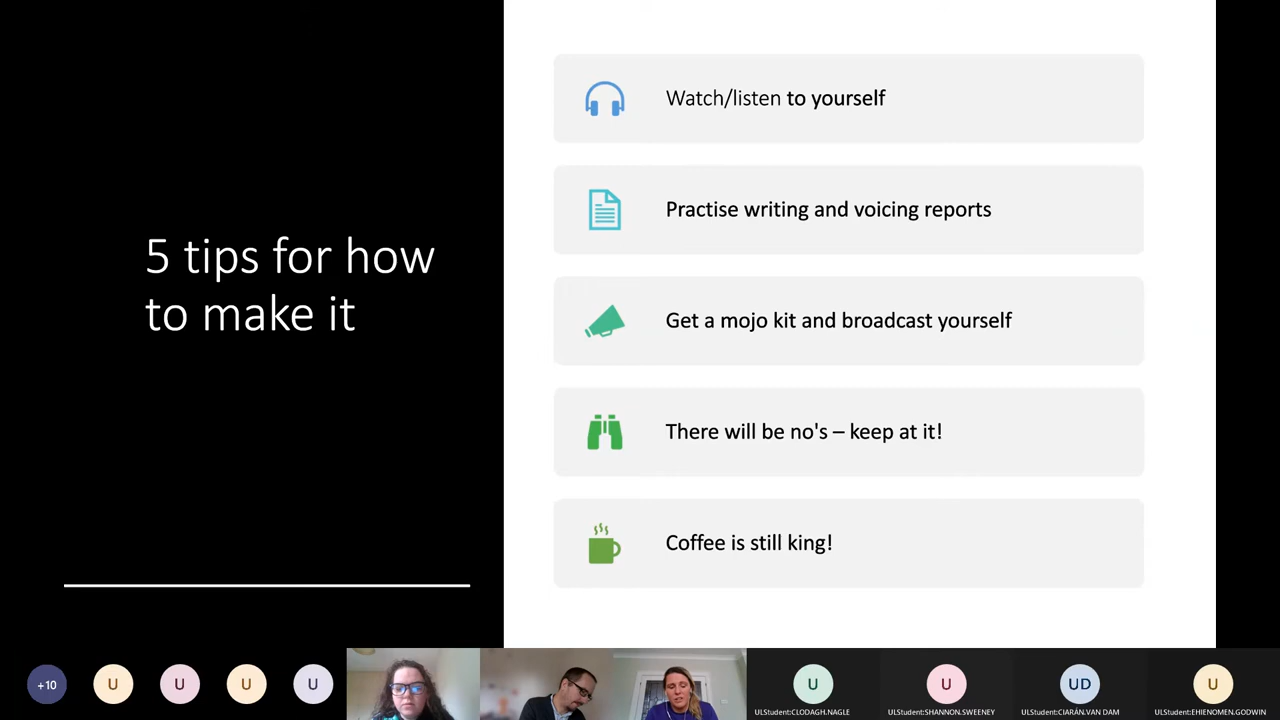 5 tips for how
to make it
Watch/listen to yourself
Practise writing and voicing reports
Get a mojo kit and broadcast yourself
There will be no's – keep at it!
Coffee is still king!
+10
U
U
U
U
U
U
UD
U
ULStudent:CLODAGH.NAGLE
ULStudent:SHANNON.SWEENEY
ULStudent:CIARÁN.VAN DAM
ULStudent:EHIENOMEN.GODWIN